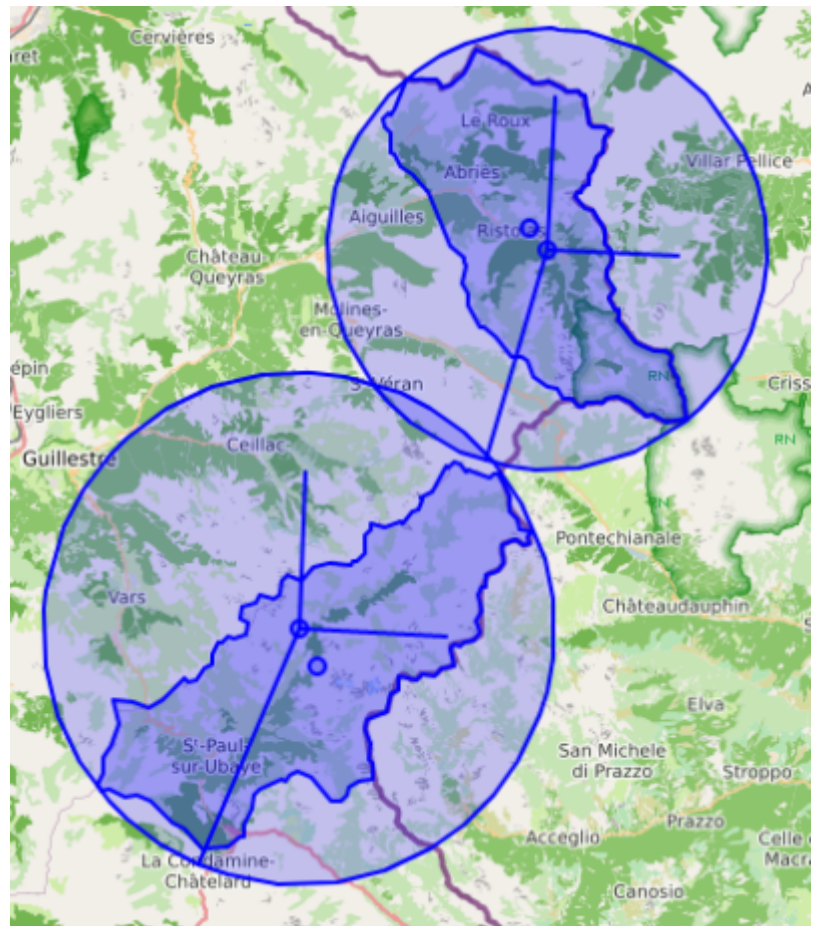 Cervières
aret
Le Roux
Villar Pellice
Abriès
Aiguilles
Ristolas
Château-
Queyras
Molines-
en-Queyras
épin
RN
St-Véran
Criss
Eygliers
RN
Ceillac
Guillestre
RN
Pontechianale
Vars
Châteaudauphin
S
Elva
St-Paul-
sur-Ubaye
San Michele
di Prazzo
Stroppo
Prazzo
Acceglio
Celle
Macra
La Condamine-
Châtelard
Canosio